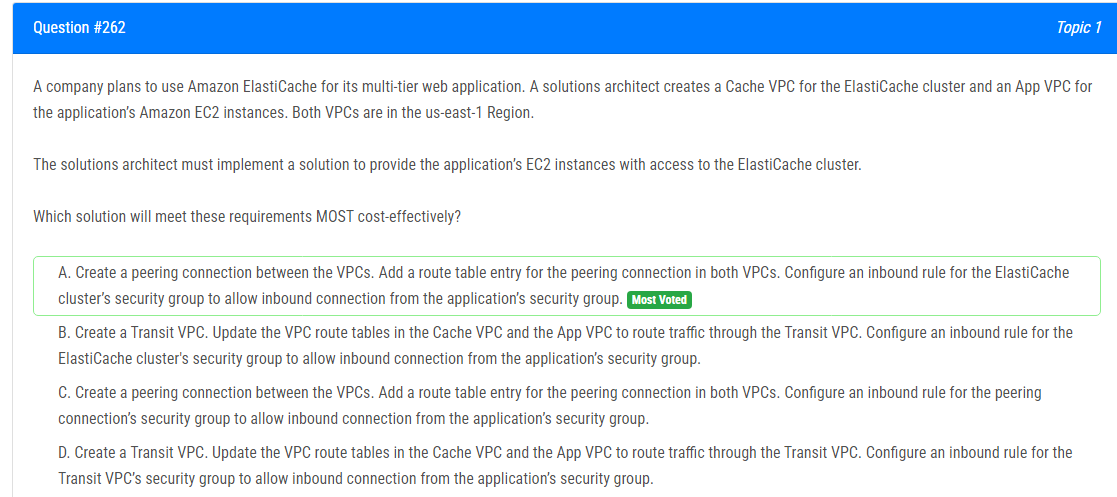 Question #262
Topic 1
A company plans to use Amazon ElastiCache for its multi-tier web application. A solutions architect creates a Cache VPC for the ElastiCache cluster and an App VPC for
the application’s Amazon EC2 instances. Both VPCs are in the us-east-1 Region.
The solutions architect must implement a solution to provide the application’s EC2 instances with access to the ElastiCache cluster.
Which solution will meet these requirements MOST cost-effectively?
A. Create a peering connection between the VPCs. Add a route table entry for the peering connection in both VPCs. Configure an inbound rule for the ElastiCache
cluster’s security group to allow inbound connection from the application’s security group. Most Voted
B. Create a Transit VPC. Update the VPC route tables in the Cache VPC and the App VPC to route traffic through the Transit VPC. Configure an inbound rule for the
ElastiCache cluster's security group to allow inbound connection from the application’s security group.
C. Create a peering connection between the VPCs. Add a route table entry for the peering connection in both VPCs. Configure an inbound rule for the peering
connection’s security group to allow inbound connection from the application’s security group.
D. Create a Transit VPC. Update the VPC route tables in the Cache VPC and the App VPC to route traffic through the Transit VPC. Configure an inbound rule for the
Transit VPC’s security group to allow inbound connection from the application’s security group.